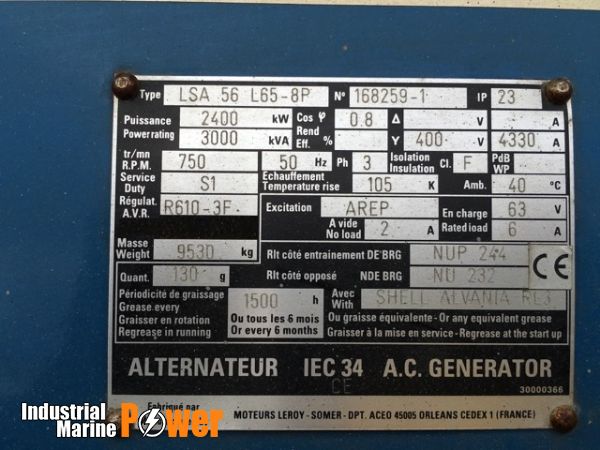 Type LSA 56 L65-8P N° 168259-1 IP 23
Puissance 2400 kW Cos φ 0.8 Δ V A
Power rating 3000 kVA Rend Eff. % Y 400 V 4330 A
tr/mn R.P.M. 750 50 Hz Ph 3 Isolation Insulation Cl. F PdB WP
Service Duty S1 Echauffement Temperature rise 105 K Amb. 40 °C
Régulat. A.V.R. R610-3F Excitation AREP En charge 63 V
A vide No load 2 A Rated load 6 A
Masse Weight 9530 kg Rlt côté entrainement DE'BRG NUP 244
Quant. 130 g Rlt côté opposé NDE BRG NU 232
CE
Périodicité de graissage
Grease every 1500 h Avec With SHELL ALVANIA RL3
Graisser en rotation Ou tous les 6 mois Ou graisse équivalente - Or any equivalent grease
Regrease in running Or every 6 months Graisser à la mise en service - Regrease at the start up
ALTERNATEUR IEC 34 A.C. GENERATOR
CE
30000366
Fabriqué par
MOTEURS LEROY - SOMER - DPT. ACEO 45005 ORLEANS CEDEX 1 (FRANCE)
Industrial
Marine Power